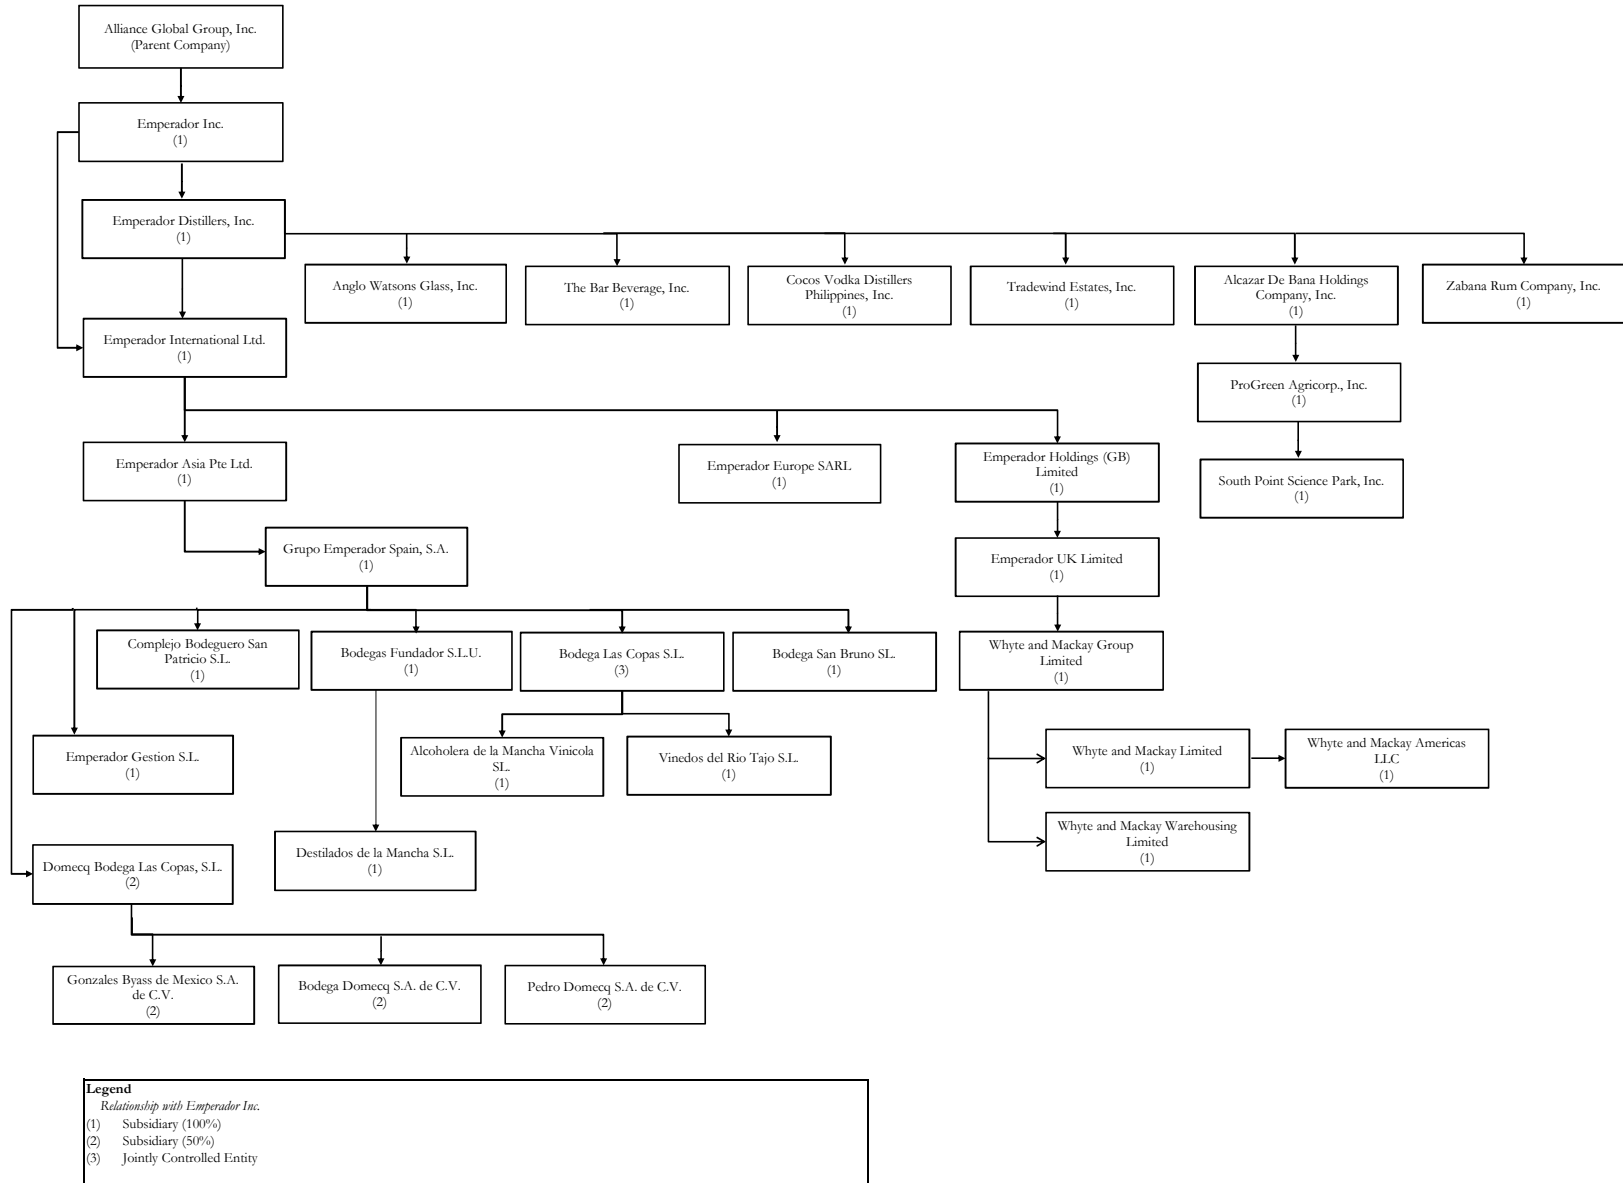 Alliance Global Group, Inc.
(Parent Company)
Emperador Inc.
(1)
Emperador Distillers, Inc.
(1)
Anglo Watsons Glass, Inc.
(1)
The Bar Beverage, Inc.
(1)
Cocos Vodka Distillers
Philippines, Inc.
(1)
Tradewind Estates, Inc.
(1)
Alcazar De Bana Holdings
Company, Inc.
(1)
Zabana Rum Company, Inc.
(1)
Emperador International Ltd.
(1)
ProGreen Agricorp., Inc.
(1)
Emperador Asia Pte Ltd.
(1)
Emperador Europe SARL
(1)
Emperador Holdings (GB)
Limited
(1)
South Point Science Park, Inc.
(1)
Grupo Emperador Spain, S.A.
(1)
Emperador UK Limited
(1)
Complejo Bodeguero San
Patricio S.L.
(1)
Bodegas Fundador S.L.U.
(1)
Bodega Las Copas S.L.
(3)
Bodega San Bruno SL.
(1)
Whyte and Mackay Group
Limited
(1)
Emperador Gestion S.L.
(1)
Alcoholera de la Mancha Vinicola
SL.
(1)
Vinedos del Rio Tajo S.L.
(1)
Whyte and Mackay Limited
(1)
Whyte and Mackay Americas
LLC
(1)
Domecq Bodega Las Copas, S.L.
(2)
Destilados de la Mancha S.L.
(1)
Whyte and Mackay Warehousing
Limited
(1)
Gonzales Byass de Mexico S.A.
de C.V.
(2)
Bodega Domecq S.A. de C.V.
(2)
Pedro Domecq S.A. de C.V.
(2)
Legend
Relationship with Emperador Inc.
(1) Subsidiary (100%)
(2) Subsidiary (50%)
(3) Jointly Controlled Entity